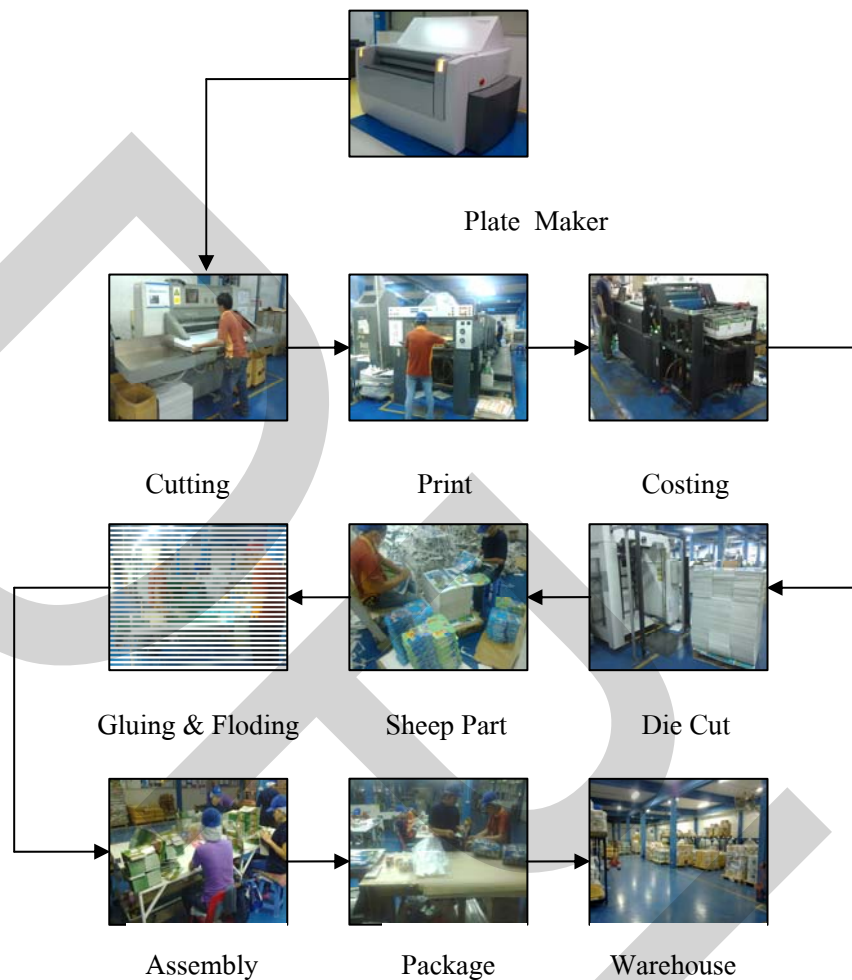 Plate Maker
Cutting Print Costing
Gluing & Floding Sheep Part Die Cut
Assembly Package Warehouse